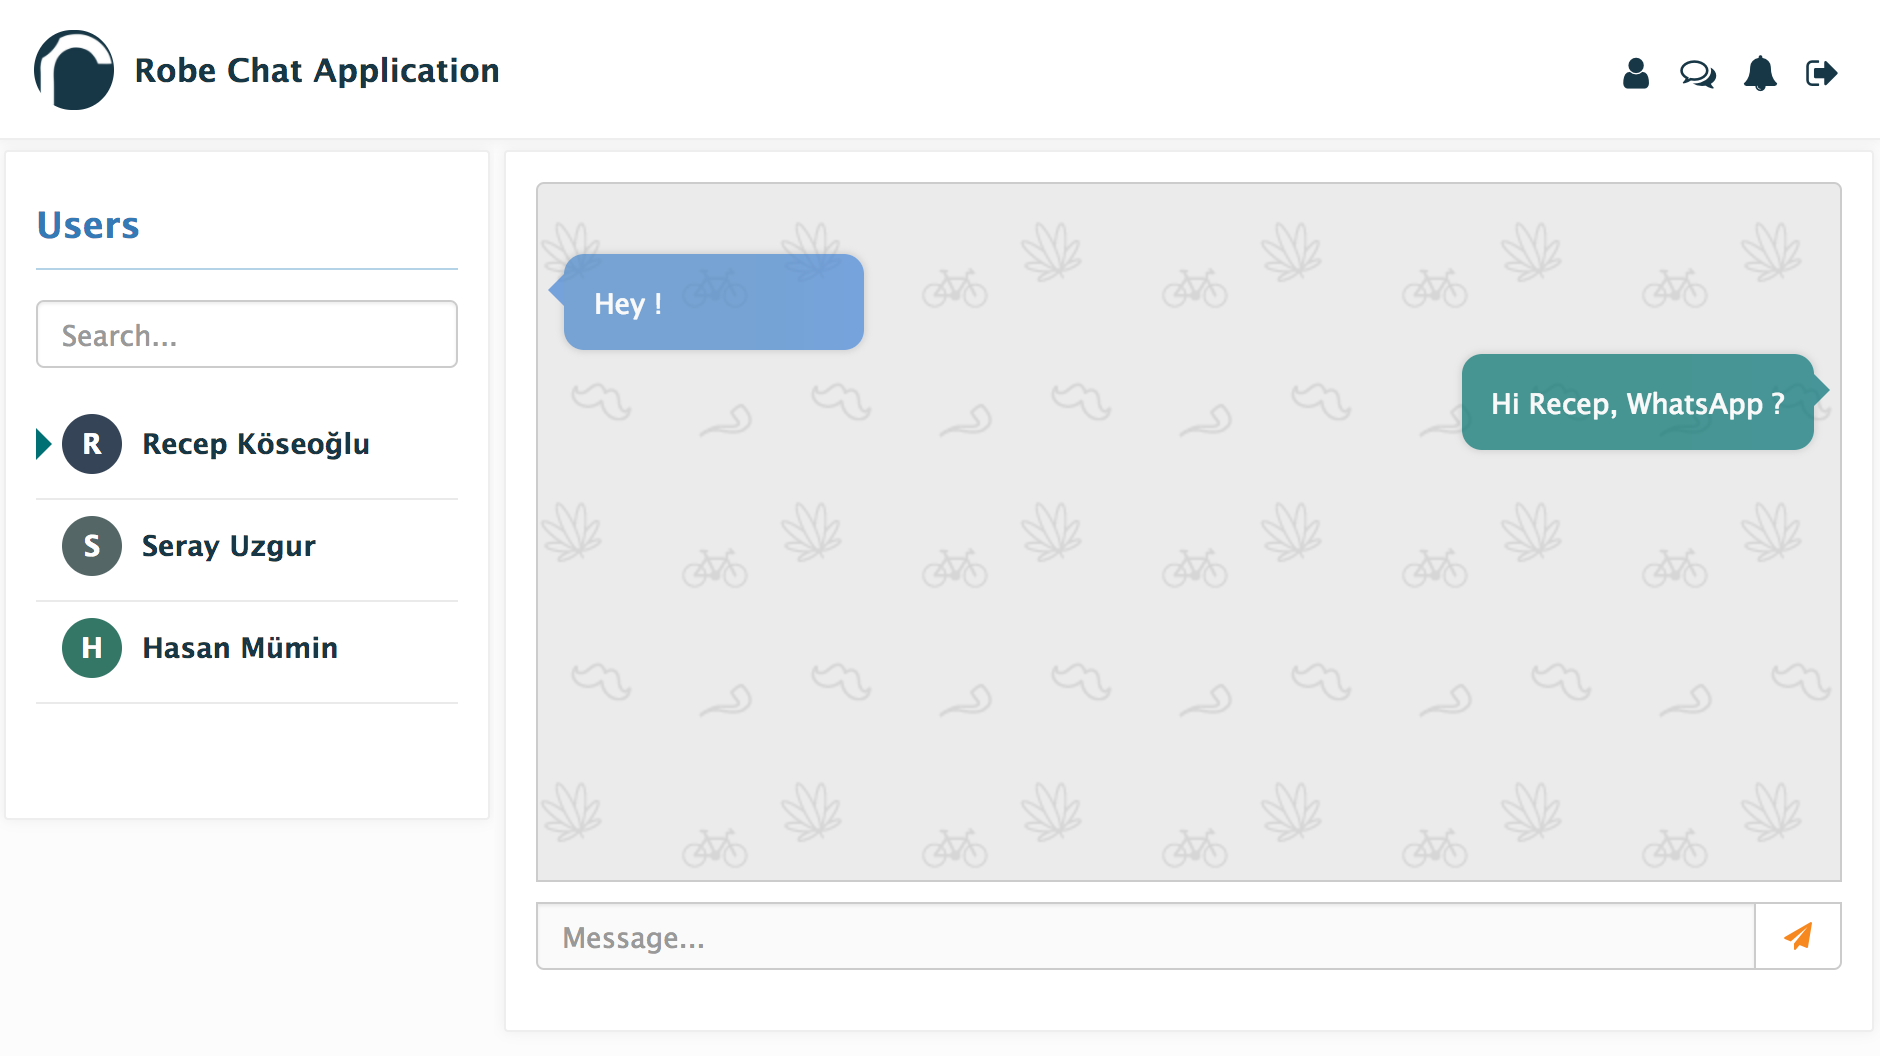 Robe Chat Application
Users
Search...
R Recep Köseoğlu
S Seray Uzgur
H Hasan Mümin
Hey !
Hi Recep, WhatsApp ?
Message...